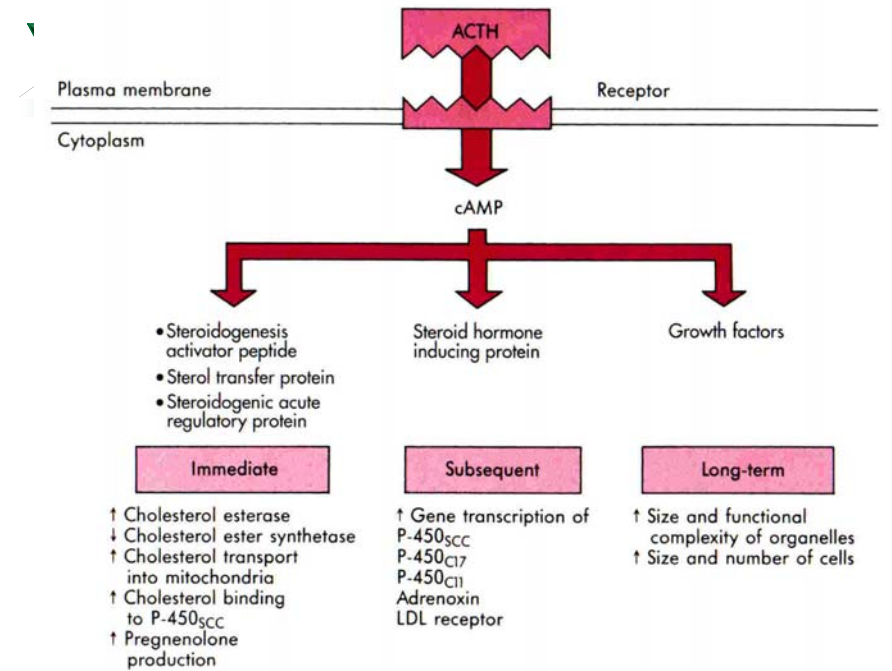 ACTH
Plasma membrane
Receptor
Cytoplasm
cAMP
• Steroidogenesis
activator peptide
• Sterol transfer protein
• Steroidogenic acute
regulatory protein
Steroid hormone
inducing protein
Growth factors
Immediate
Subsequent
Long-term
↑ Cholesterol esterase
↓ Cholesterol ester synthetase
↑ Cholesterol transport
into mitochondria
↑ Cholesterol binding
to P-450SCC
↑ Pregnenolone
production
↑ Gene transcription of
P-450SCC
P-450C17
P-450C11
Adrenoxin
LDL receptor
↑ Size and functional
complexity of organelles
↑ Size and number of cells